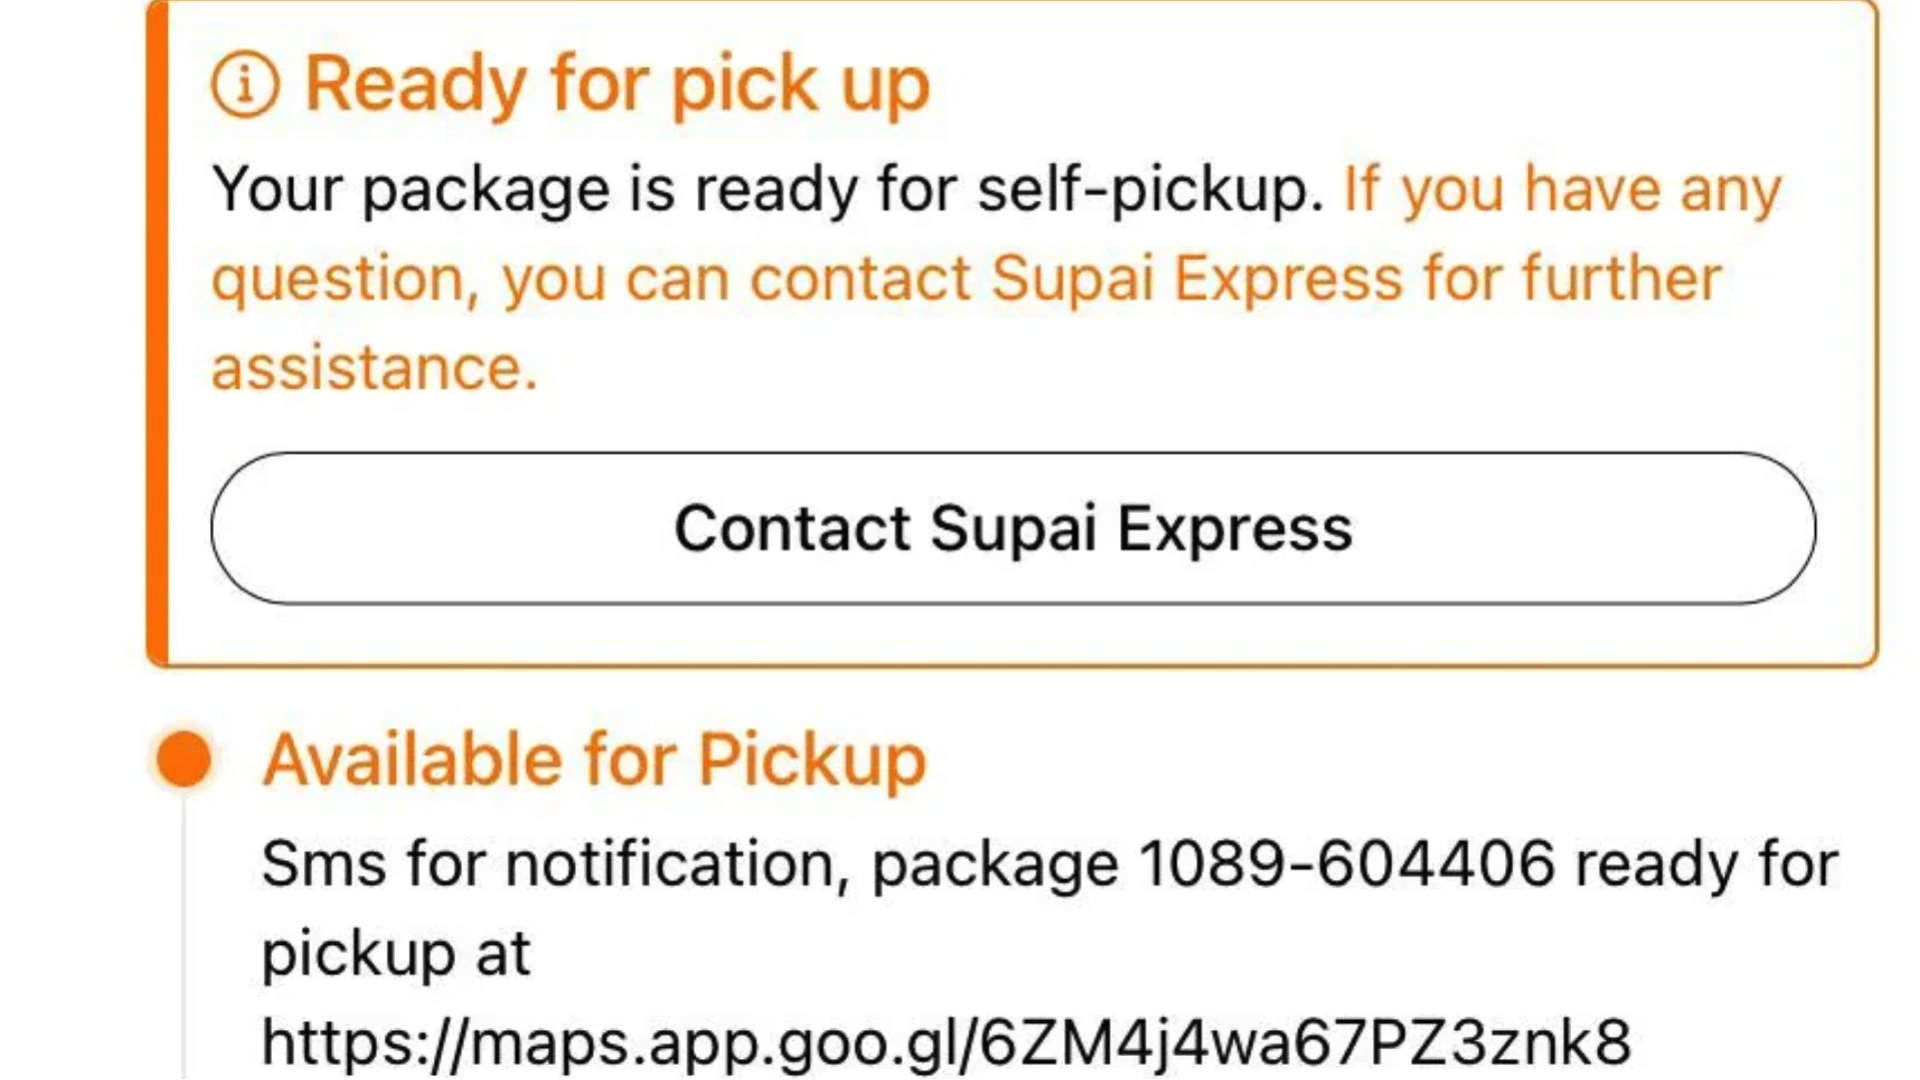 Ready for pick up
Your package is ready for self-pickup. If you have any
question, you can contact Supai Express for further
assistance.
Contact Supai Express
Available for Pickup
Sms for notification, package 1089-604406 ready for
pickup at
https://maps.app.goo.gl/6ZM4j4wa67PZ3znk8